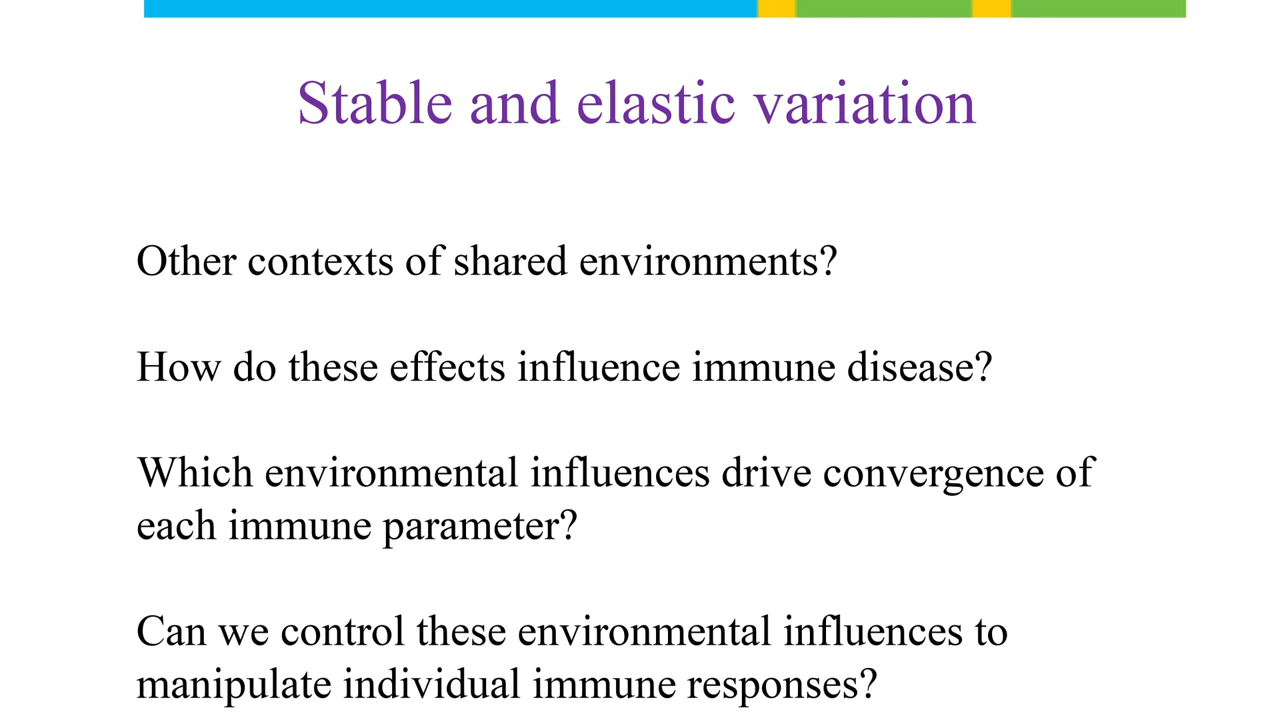 Stable and elastic variation
Other contexts of shared environments?
How do these effects influence immune disease?
Which environmental influences drive convergence of
each immune parameter?
Can we control these environmental influences to
manipulate individual immune responses?